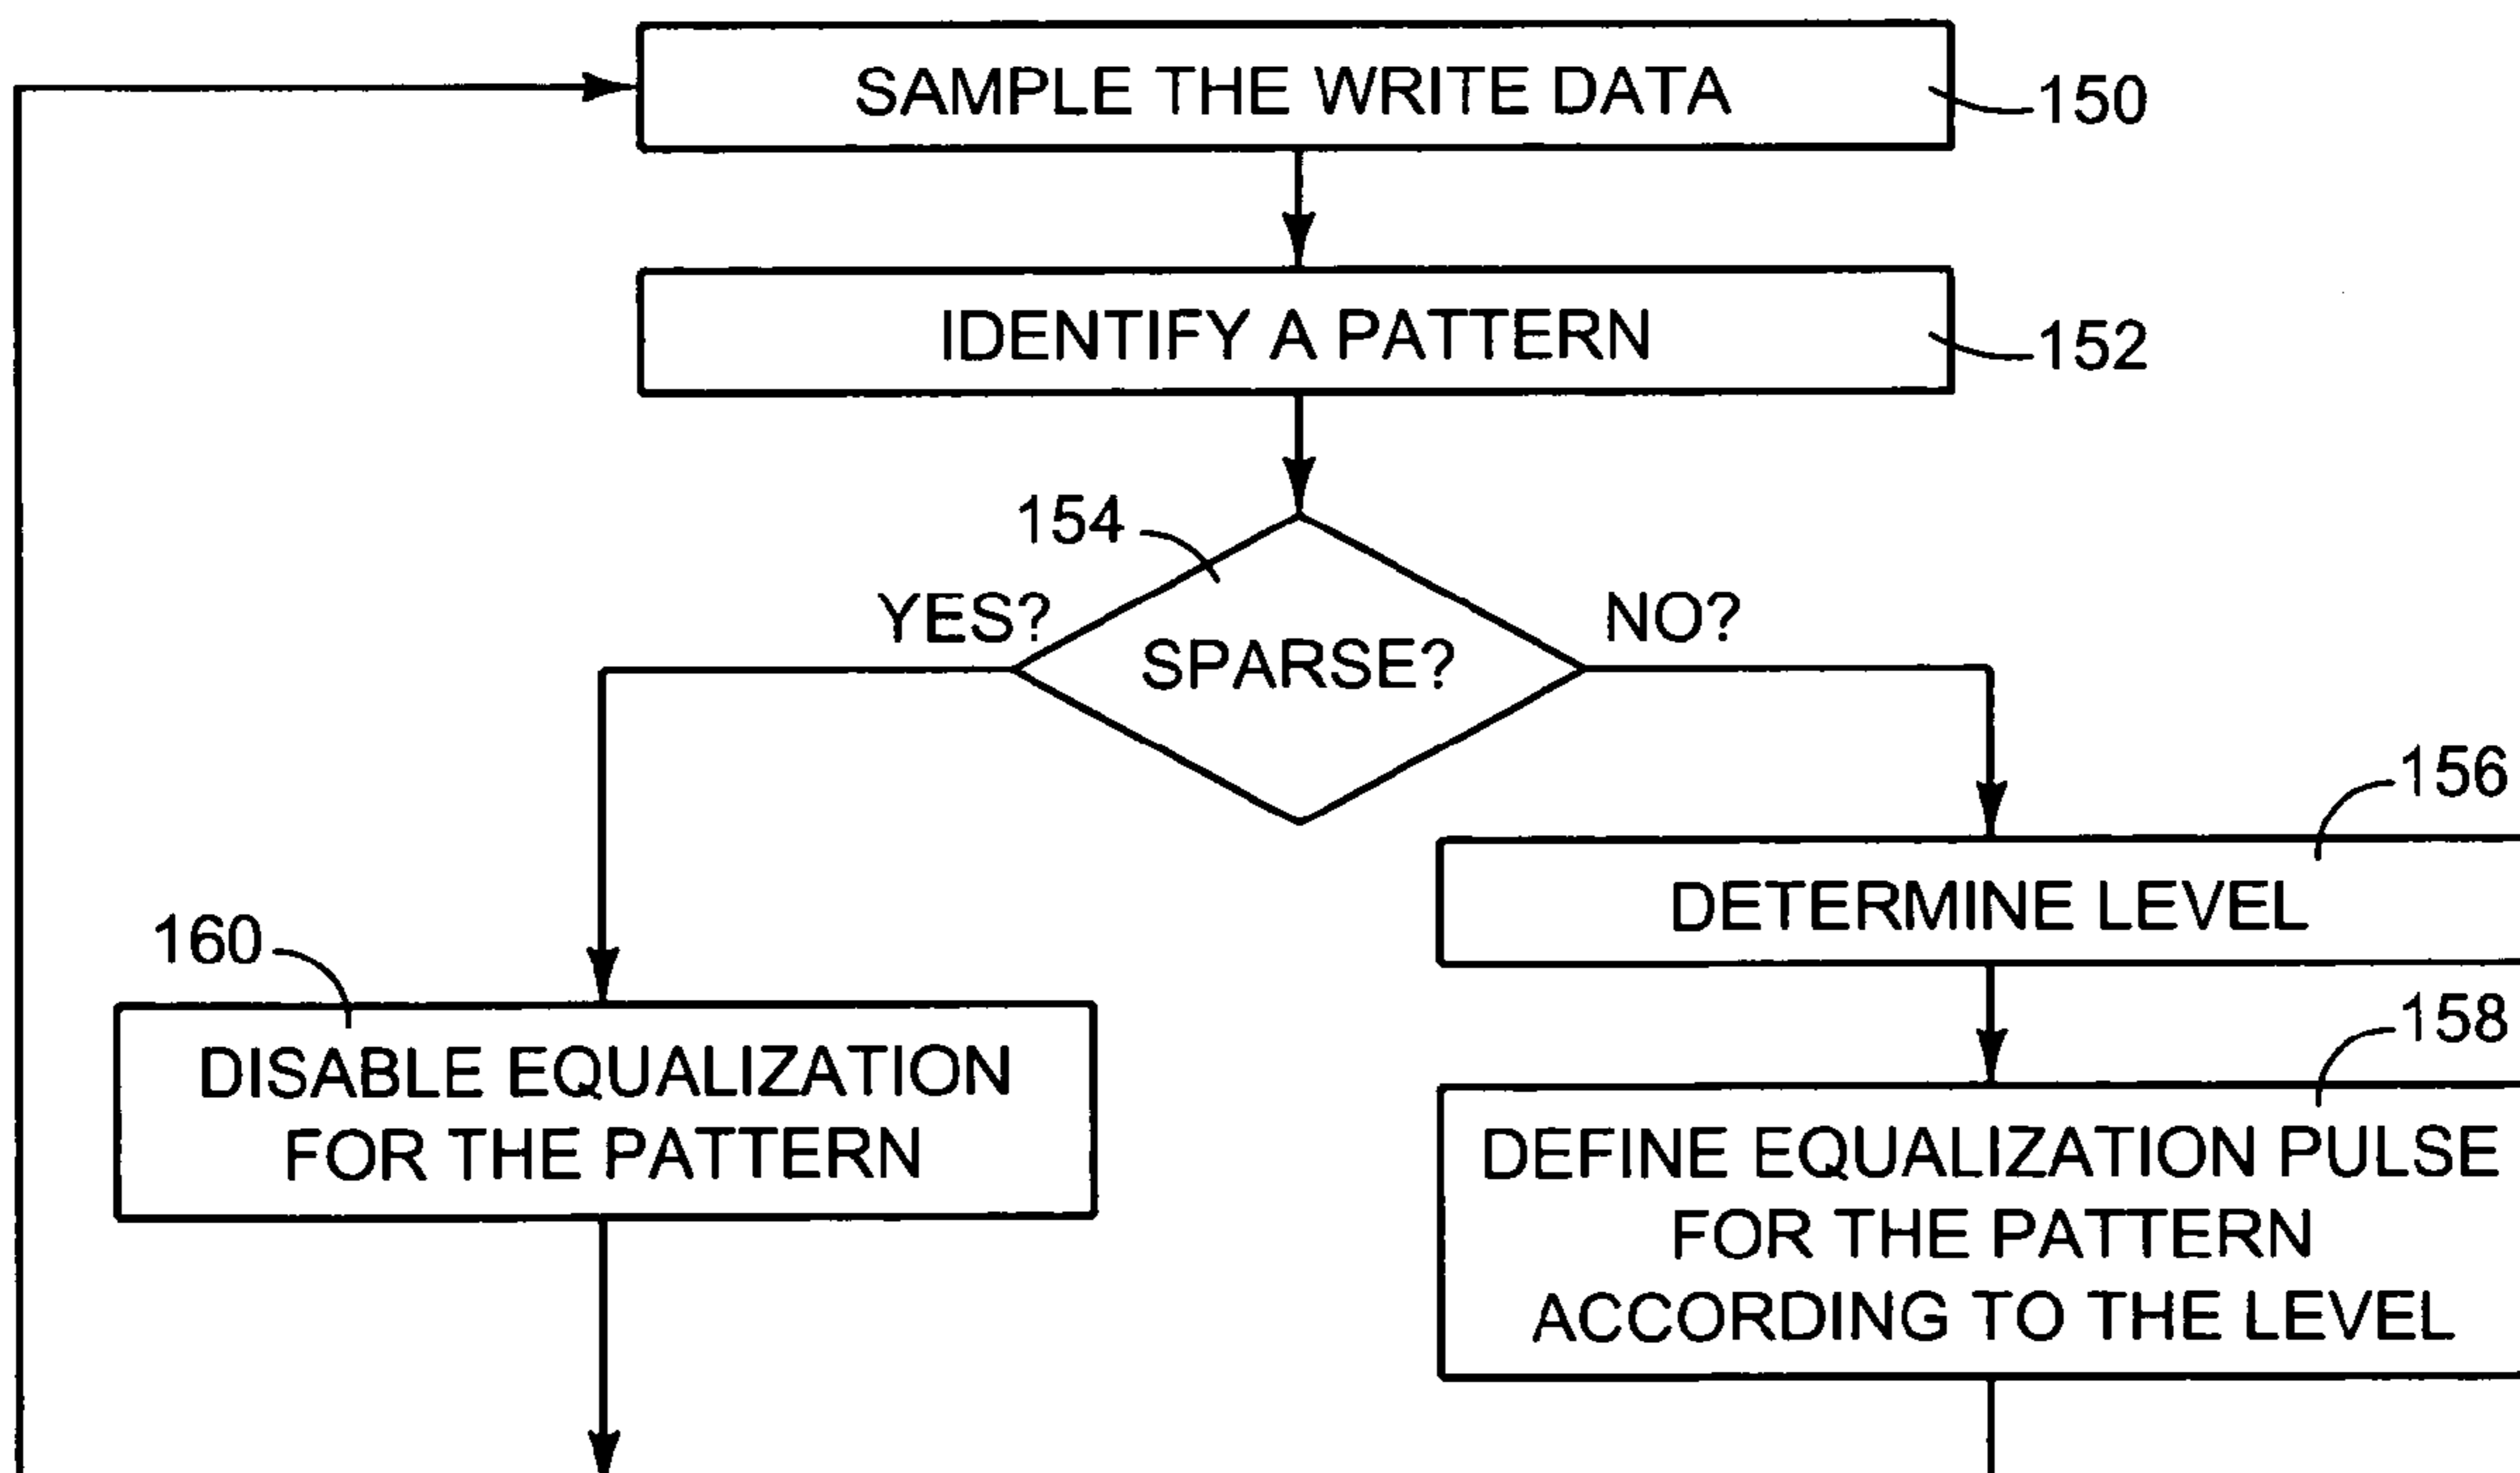 SAMPLE THE WRITE DATA
150
IDENTIFY A PATTERN
152
154
YES?
NO?
SPARSE?
156
DETERMINE LEVEL
160
DISABLE EQUALIZATION
FOR THE PATTERN
158
DEFINE EQUALIZATION PULSE
FOR THE PATTERN
ACCORDING TO THE LEVEL